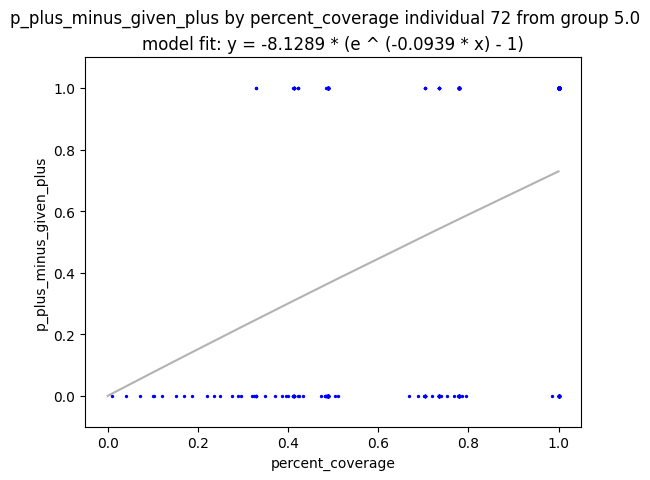 p_plus_minus_given_plus by percent_coverage individual 72 from group 5.0
model fit: y = -8.1289 * (e ^ (-0.0939 * x) - 1)
1.0
0.8
0.6
0.4
0.2
0.0
p_plus_minus_given_plus
0.0 0.2 0.4 0.6 0.8 1.0
percent_coverage